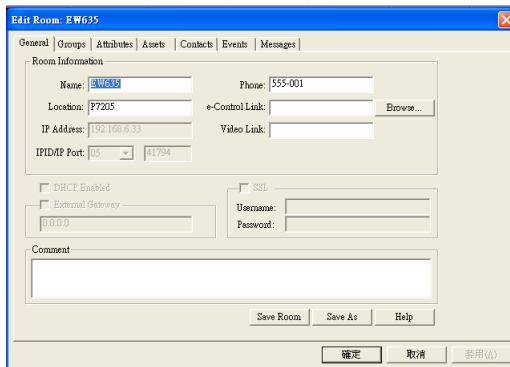 Edit Room: EW635
General Groups Attributes Assets Contacts Events Messages
Room Information
Name: EW635 Phone: 555-001
Location: P7205 e-Control Link: Browse...
IP Address: 192.168.6.33 Video Link:
IPID/IP Port: 05 41794
DHCP Enabled SSL
External Gateway Username:
0.0.0.0 Password:
Comment
Save Room Save As Help
確定 取消 套用(A)